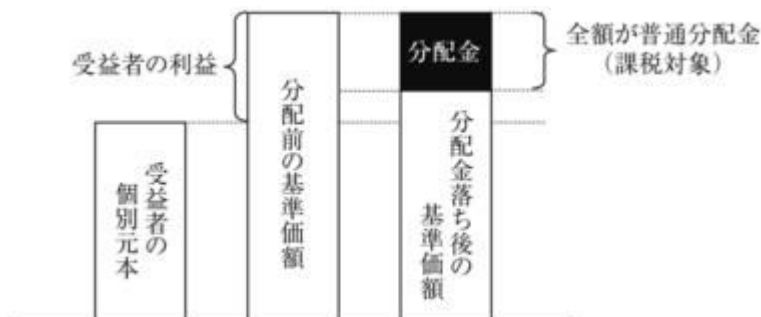 受益者の利益
受益者の
個別元本
分配前の基準価額
分配金
分配金落ち後の
基準価額
全額が普通分配金
（課税対象）